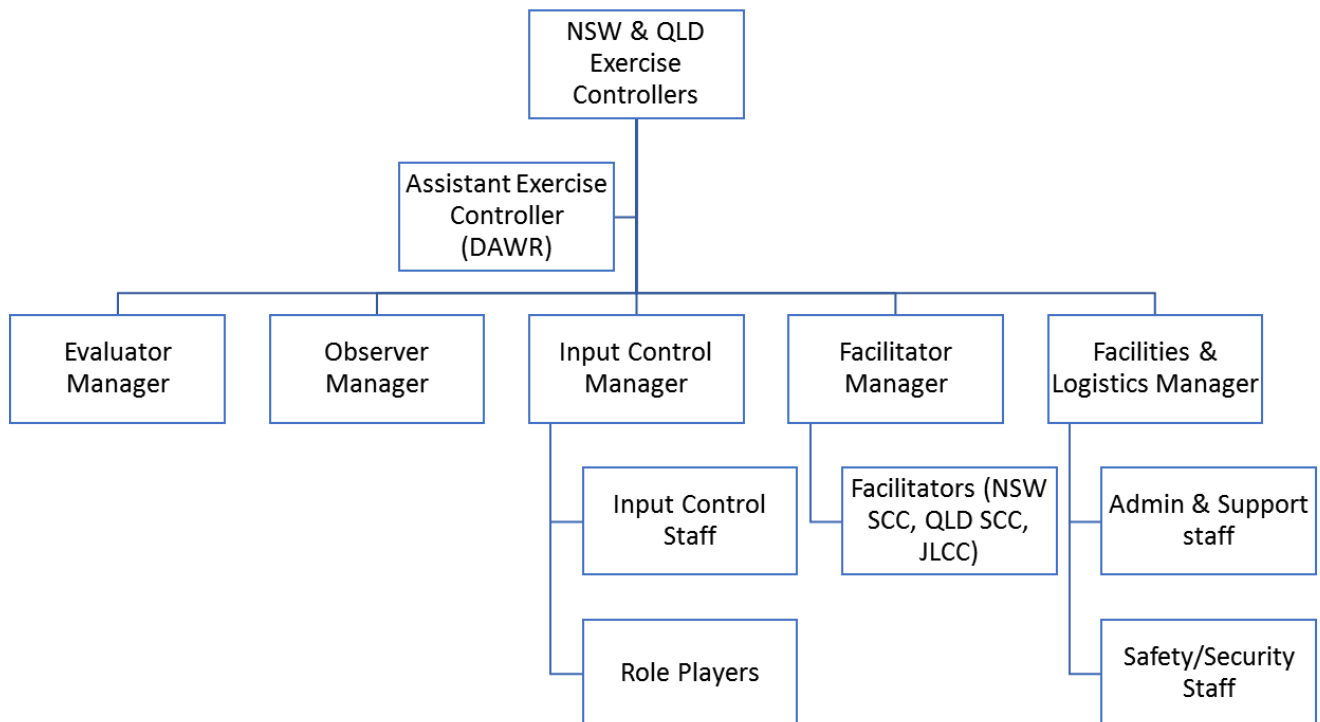 NSW & QLD
Exercise
Controllers
Assistant Exercise
Controller
(DAWR)
Evaluator
Manager
Observer
Manager
Input Control
Manager
Facilitator
Manager
Facilities &
Logistics Manager
Input Control
Staff
Facilitators (NSW
SCC, QLD SCC,
JLCC)
Admin & Support
staff
Role Players
Safety/Security
Staff